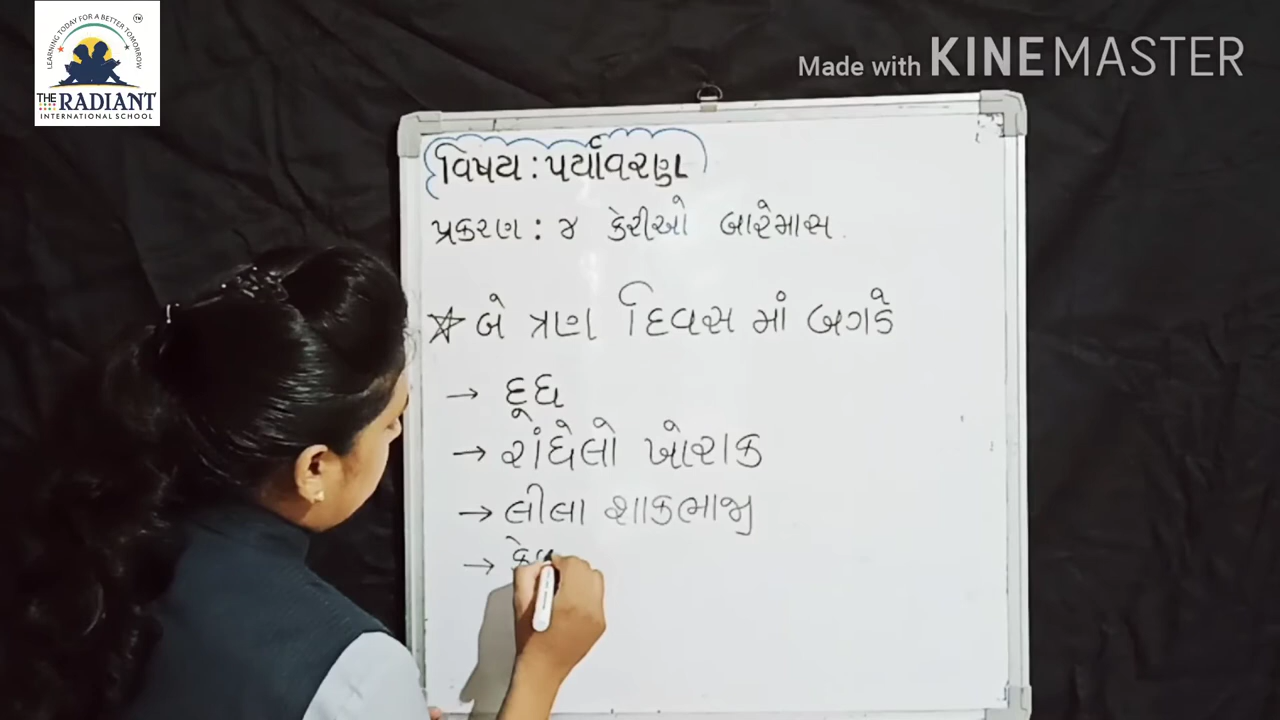 LEARNING TODAY FOR A BETTER TOMORROW
TM
THE RADIANT
INTERNATIONAL SCHOOL
Made with KINEMASTER
વિષય : પર્યાવરણ
પ્રકરણ : ૪ કેરીઓ બારેમાસ
બે ત્રણ દિવસ માં બગડે
→ દૂધ
→ રાંધેલો ખોરાક
→ લીલા શાકભાજી
→